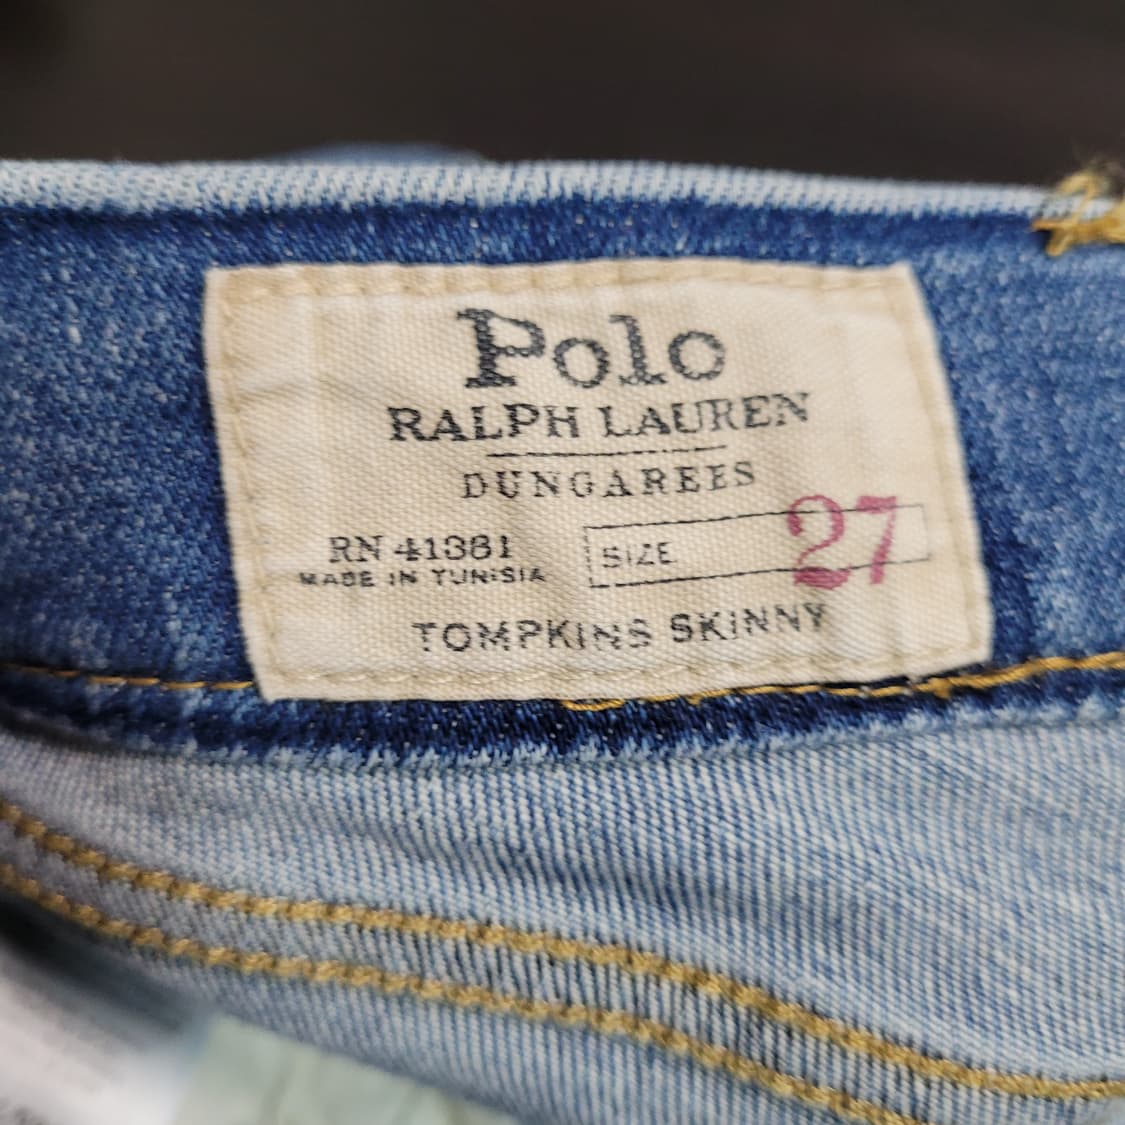 Polo
RALPH LAUREN
DUNGAREES
RN 41381
MADE IN TUNISIA
SIZE 27
TOMPKINS SKINNY